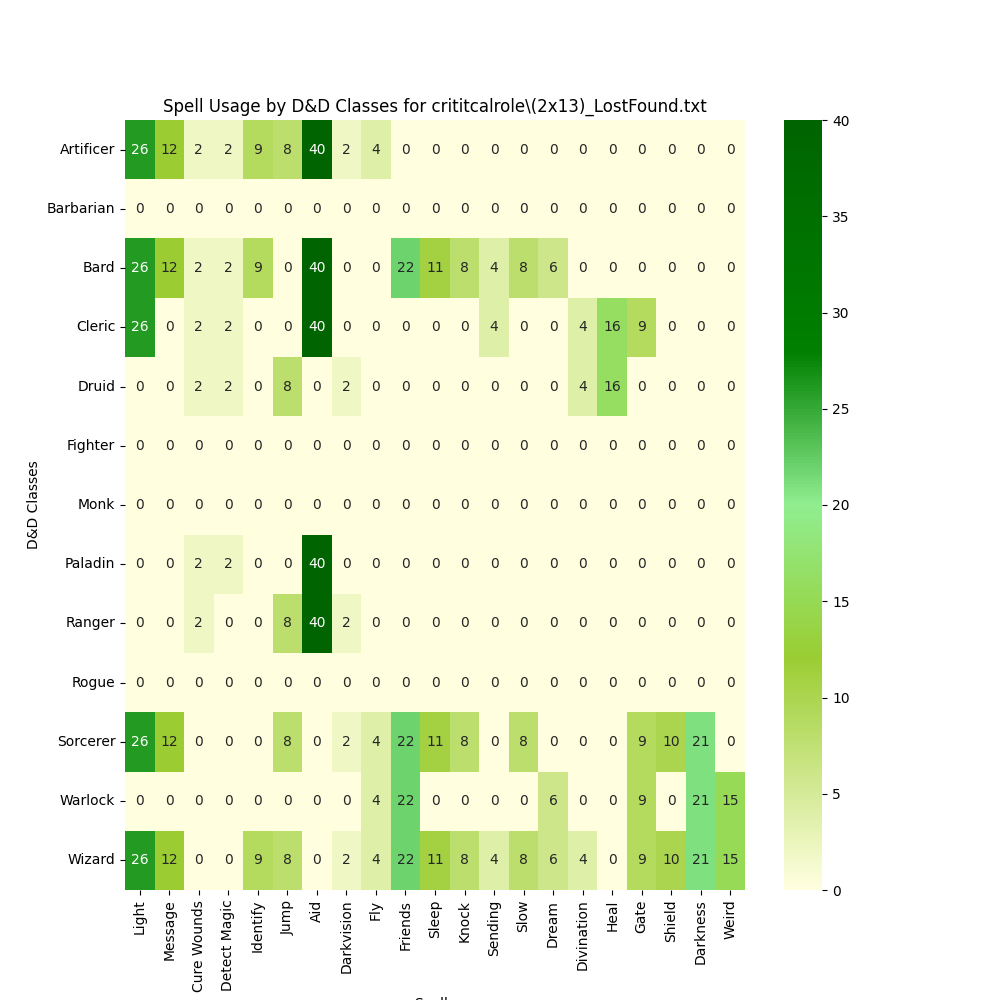 Spell Usage by D&D Classes for crititcalrole\(2x13)_LostFound.txt
Artificer 26 12 2 2 9 8 40 2 4 0 0 0 0 0 0 0 0 0 0 0 0
Barbarian 0 0 0 0 0 0 0 0 0 0 0 0 0 0 0 0 0 0 0 0 0
Bard 26 12 2 2 9 0 40 0 0 22 11 8 4 8 6 0 0 0 0 0 0
Cleric 26 0 2 2 0 0 40 0 0 0 0 0 4 0 0 4 16 9 0 0 0
Druid 0 0 2 2 0 8 0 2 0 0 0 0 0 0 0 4 16 0 0 0 0
Fighter 0 0 0 0 0 0 0 0 0 0 0 0 0 0 0 0 0 0 0 0 0
Monk 0 0 0 0 0 0 0 0 0 0 0 0 0 0 0 0 0 0 0 0 0
Paladin 0 0 2 2 0 0 40 0 0 0 0 0 0 0 0 0 0 0 0 0 0
Ranger 0 0 2 0 0 8 40 2 0 0 0 0 0 0 0 0 0 0 0 0 0
Rogue 0 0 0 0 0 0 0 0 0 0 0 0 0 0 0 0 0 0 0 0 0
Sorcerer 26 12 0 0 0 8 0 2 4 22 11 8 0 8 0 0 0 9 10 21 0
Warlock 0 0 0 0 0 0 0 0 4 22 0 0 0 0 6 0 0 9 0 21 15
Wizard 26 12 0 0 9 8 0 2 4 22 11 8 4 8 6 4 0 9 10 21 15
D&D Classes
Light
Message
Cure Wounds
Detect Magic
Identify
Jump
Aid
Darkvision
Fly
Friends
Sleep
Knock
Sending
Slow
Dream
Divination
Heal
Gate
Shield
Darkness
Weird
40
35
30
25
20
15
10
5
0